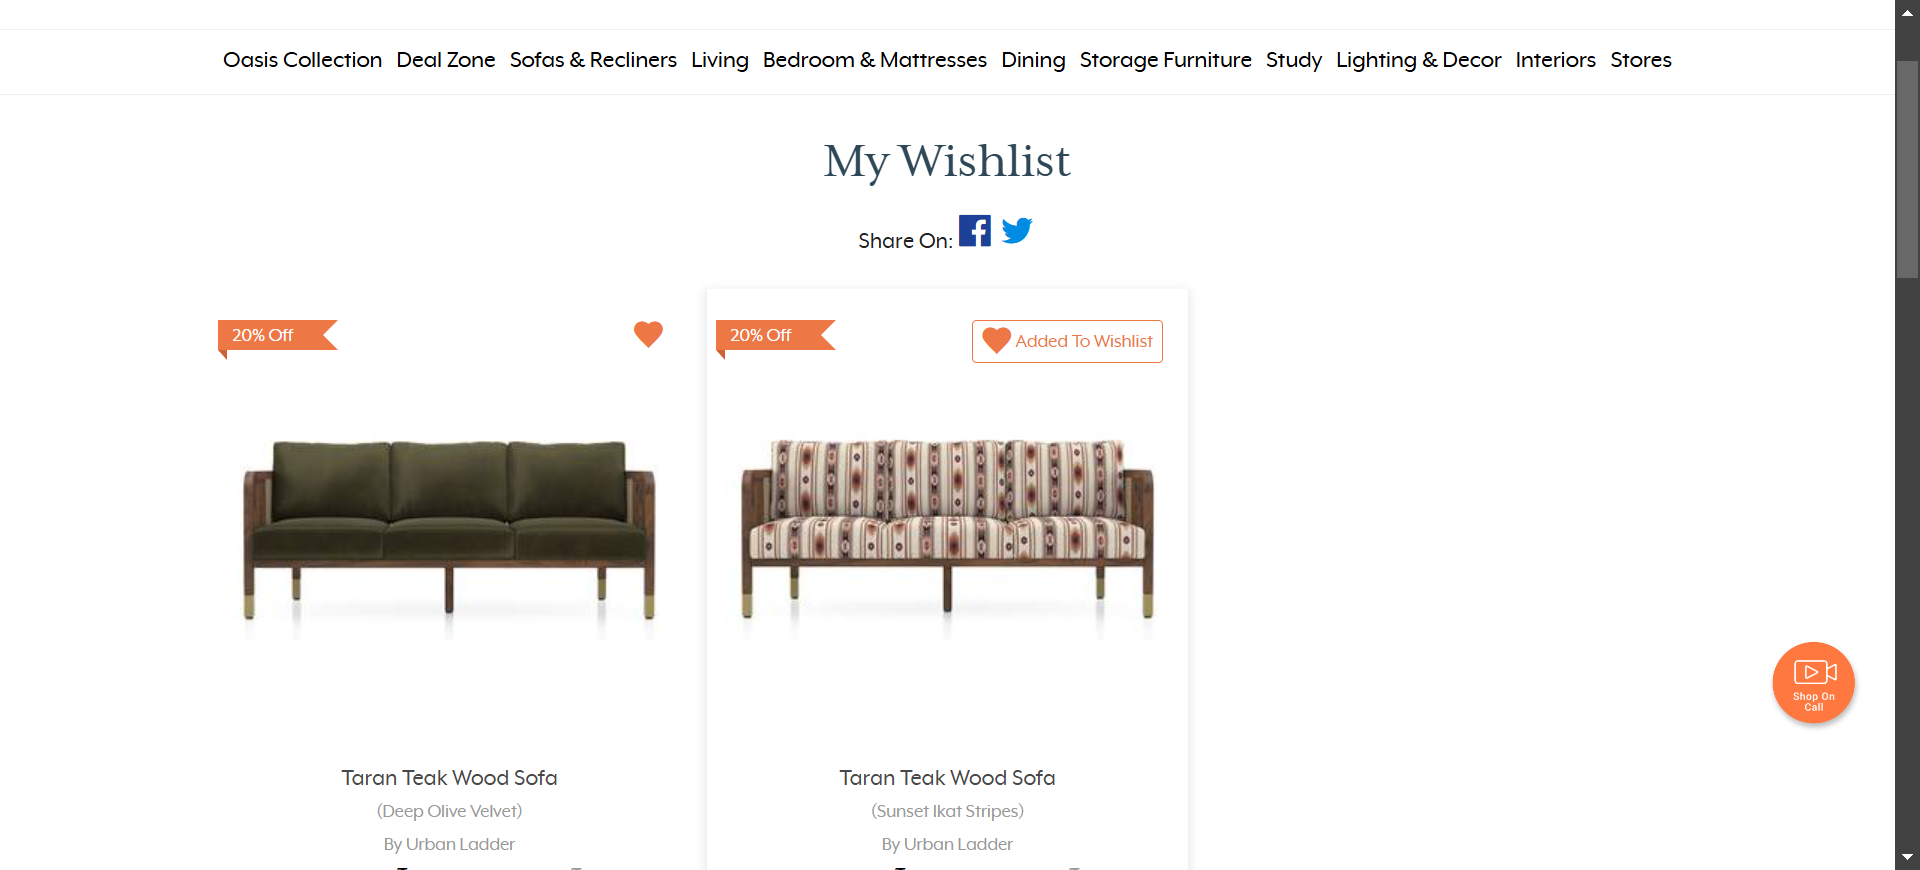 Oasis Collection Deal Zone Sofas & Recliners Living Bedroom & Mattresses Dining Storage Furniture Study Lighting & Decor Interiors Stores
My Wishlist
Share On:
20% Off
20% Off
Added To Wishlist
Shop On
Call
Taran Teak Wood Sofa
(Deep Olive Velvet)
By Urban Ladder
Taran Teak Wood Sofa
(Sunset Ikat Stripes)
By Urban Ladder